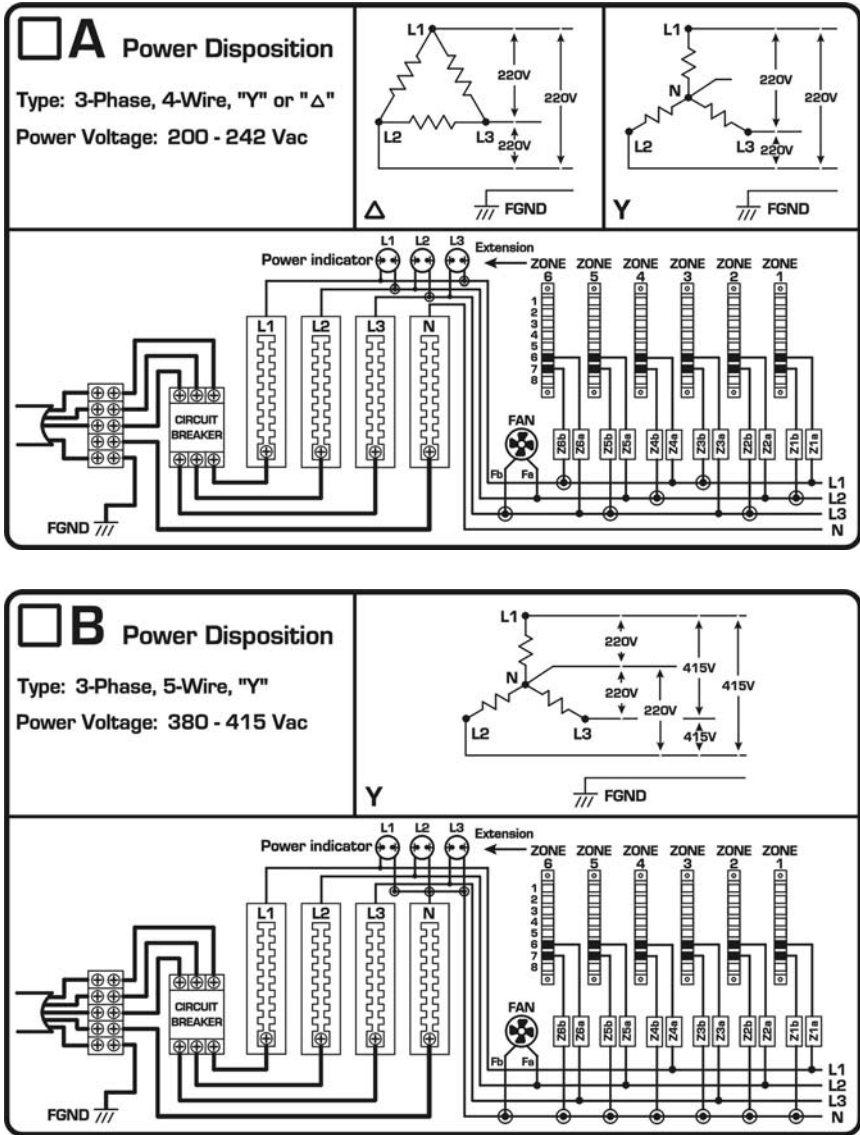 A Power Disposition
Type: 3-Phase, 4-Wire, "Y" or "△"
Power Voltage: 200 - 242 Vac
L1
220V
220V
L2
L3
220V
FGND
△
L1
220V
220V
N
L2
L3
220V
FGND
Y
Power indicator
L1 L2 L3
Extension
ZONE ZONE ZONE ZONE ZONE ZONE
6 5 4 3 2 1
1
2
3
4
5
6
7
8
L1 L2 L3 N
CIRCUIT
BREAKER
FAN
Fb Fa
Z6b Z6a Z5b Z5a Z4b Z4a Z3b Z3a Z2b Z2a Z1b Z1a
L1
L2
L3
N
FGND
B Power Disposition
Type: 3-Phase, 5-Wire, "Y"
Power Voltage: 380 - 415 Vac
L1
220V
415V
415V
N
220V
220V
L2
L3
415V
FGND
Y
Power indicator
L1 L2 L3
Extension
ZONE ZONE ZONE ZONE ZONE ZONE
6 5 4 3 2 1
1
2
3
4
5
6
7
8
L1 L2 L3 N
CIRCUIT
BREAKER
FAN
Fb Fa
Z6b Z6a Z5b Z5a Z4b Z4a Z3b Z3a Z2b Z2a Z1b Z1a
L1
L2
L3
N
FGND